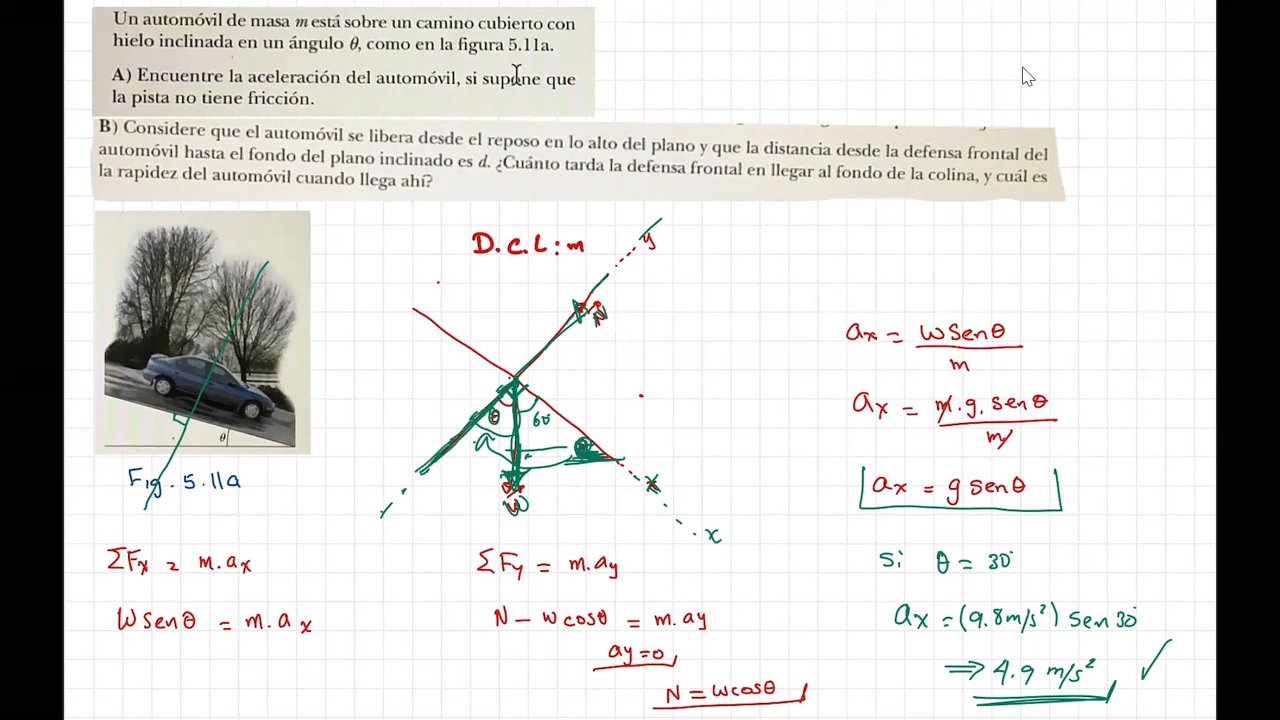 Un automóvil de masa m está sobre un camino cubierto con
hielo inclinada en un ángulo θ, como en la figura 5.11a.
A) Encuentre la aceleración del automóvil, si supone que
la pista no tiene fricción.
B) Considere que el automóvil se libera desde el reposo en lo alto del plano y que la distancia desde la defensa frontal del
automóvil hasta el fondo del plano inclinado es d. ¿Cuánto tarda la defensa frontal en llegar al fondo de la colina, y cuál es
la rapidez del automóvil cuando llega ahí?
D.C.L: m
y
N
θ
60
θ
W
x
x
θ
Fig. 5.11a
ΣFx = m.ax
Wsenθ = m.ax
ΣFy = m.ay
N - wcosθ = m.ay
ay=0
N = wcosθ
ax = wsenθ
m
ax = m.g.senθ
m
ax = g senθ
Si θ = 30°
ax = (9.8m/s²) sen30°
⇒ 4.9 m/s² ✓